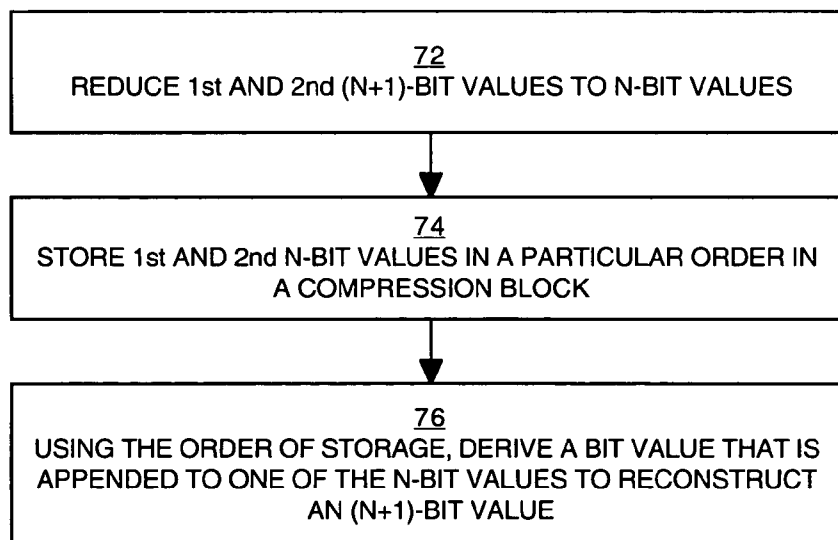 72
REDUCE 1st AND 2nd (N+1)-BIT VALUES TO N-BIT VALUES
74
STORE 1st AND 2nd N-BIT VALUES IN A PARTICULAR ORDER IN
A COMPRESSION BLOCK
76
USING THE ORDER OF STORAGE, DERIVE A BIT VALUE THAT IS
APPENDED TO ONE OF THE N-BIT VALUES TO RECONSTRUCT
AN (N+1)-BIT VALUE